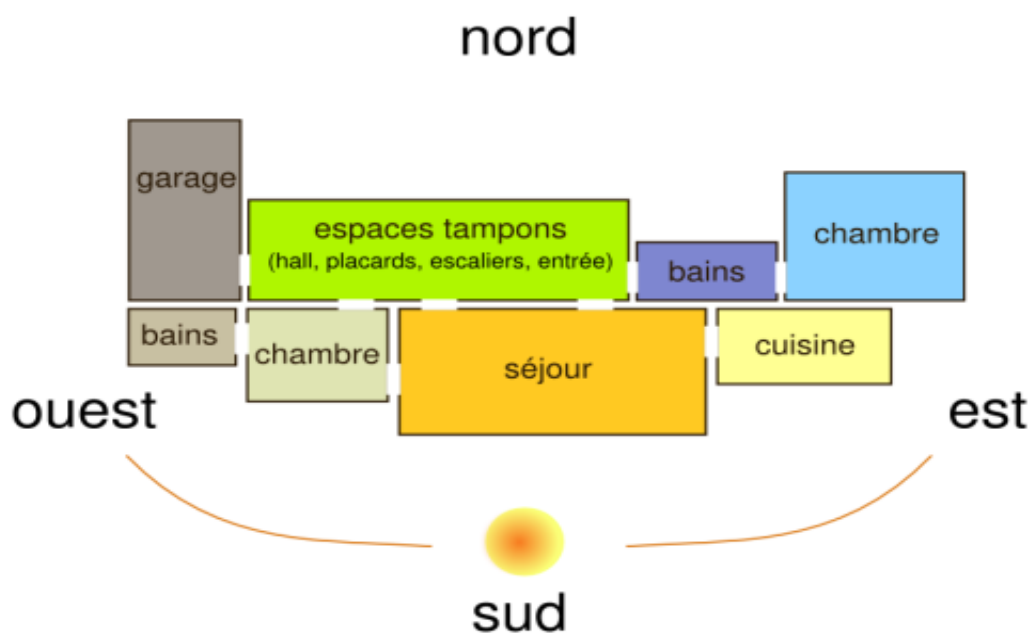 nord
garage
espaces tampons
(hall, placards, escaliers, entrée)
chambre
bains
bains
chambre
séjour
cuisine
ouest
est
sud